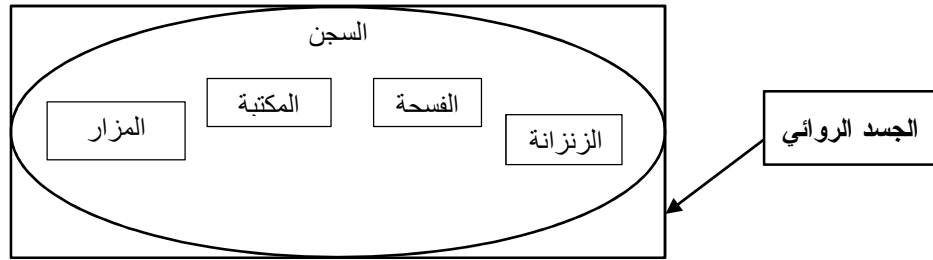 السجن
الفسحة
المكتبة
الزنزانة
المزار
الجسد الروائي